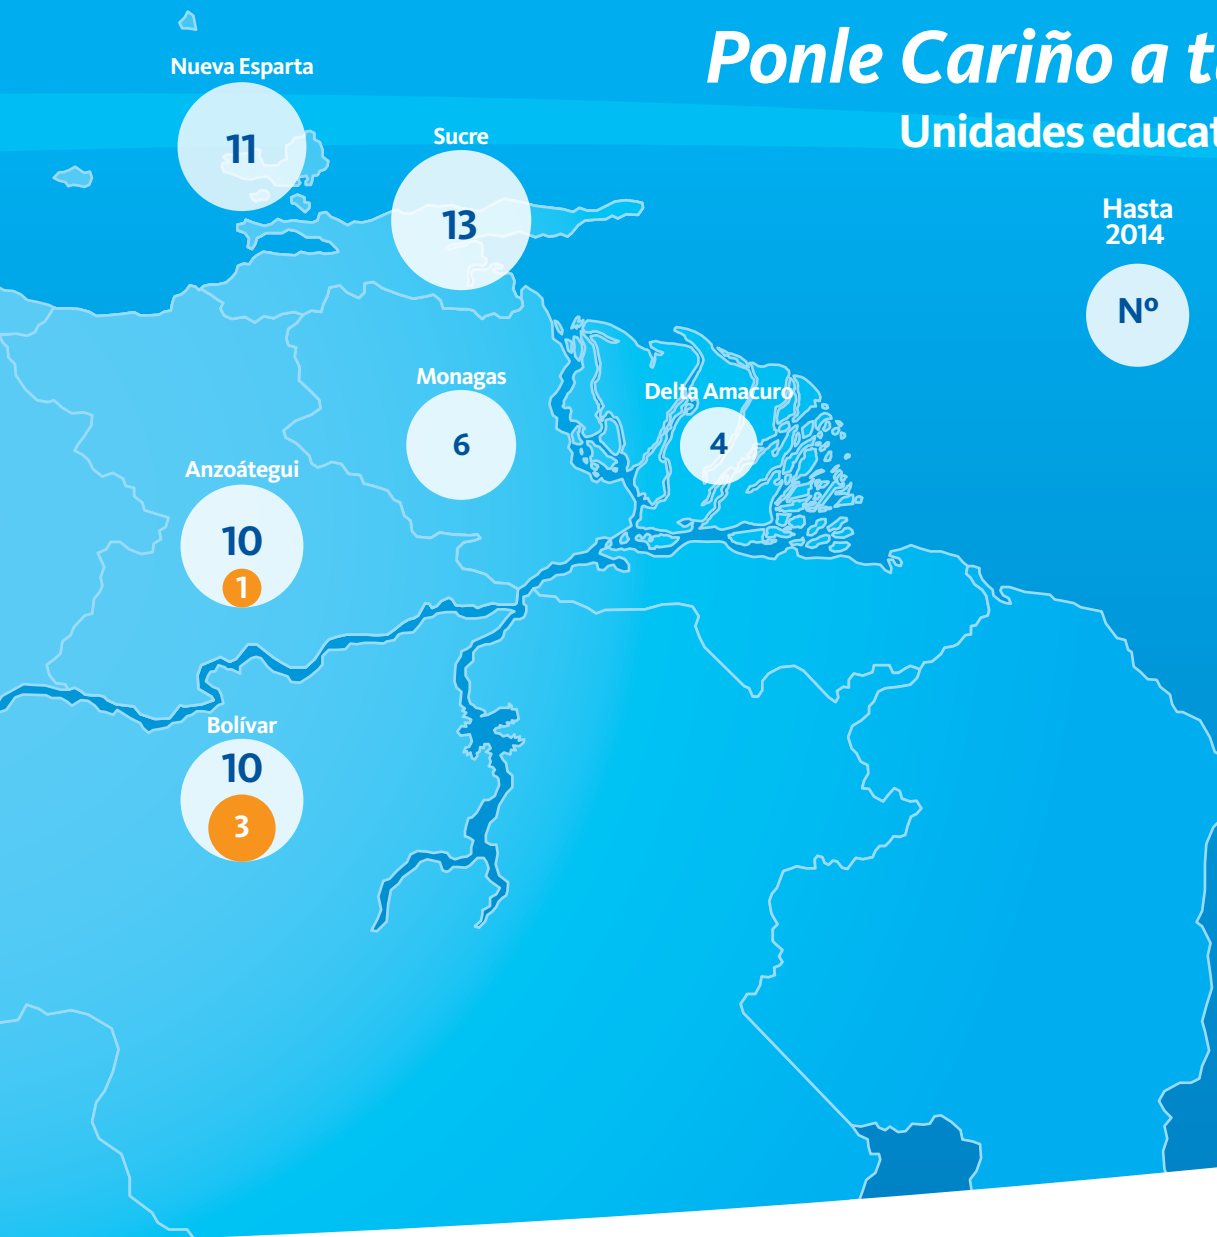 Ponle Cariño a
Unidades
Hasta
2014
Nº
Nueva Esparta
11
Sucre
13
Monagas
6
Delta Amacuro
4
Anzoátegui
10
1
Bolívar
10
3